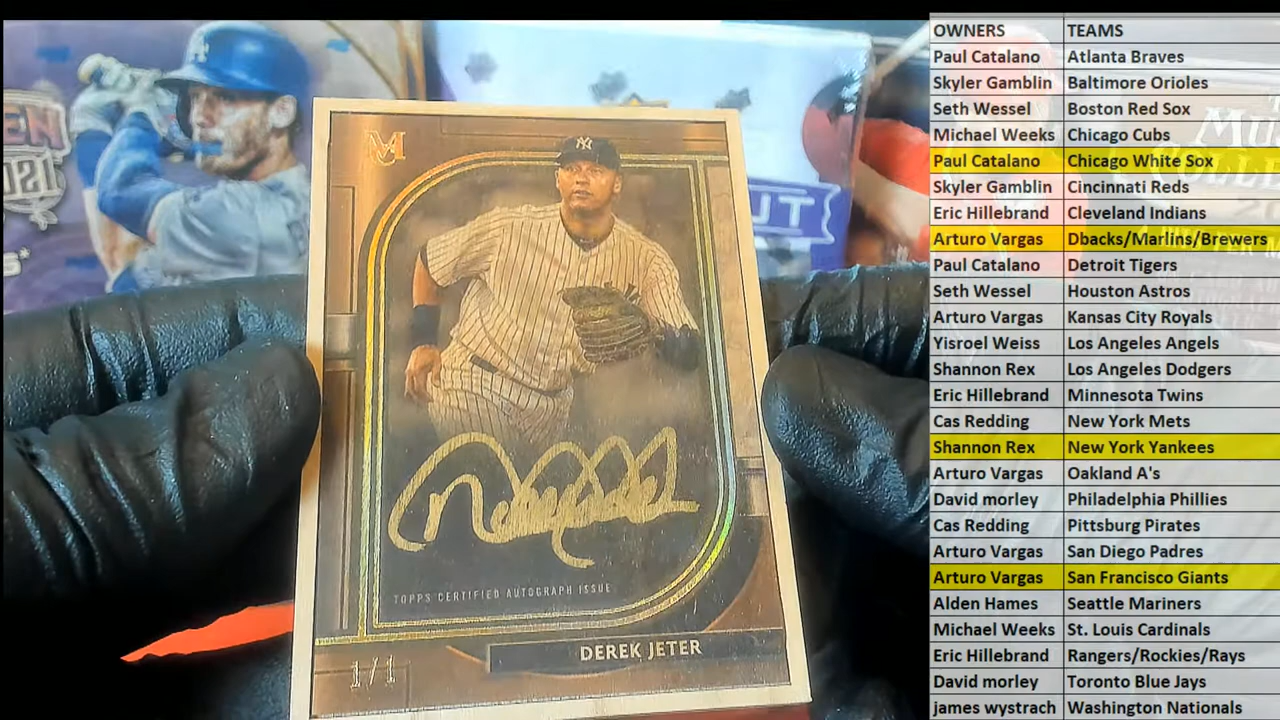 EN
2021
M
NY
TOPPS CERTIFIED AUTOGRAPH ISSUE
DEREK JETER
1/1
OWNERS TEAMS
Paul Catalano Atlanta Braves
Skyler Gamblin Baltimore Orioles
Seth Wessel Boston Red Sox
Michael Weeks Chicago Cubs
Paul Catalano Chicago White Sox
Skyler Gamblin Cincinnati Reds
Eric Hillebrand Cleveland Indians
Arturo Vargas Dbacks/Marlins/Brewers
Paul Catalano Detroit Tigers
Seth Wessel Houston Astros
Arturo Vargas Kansas City Royals
Yisroel Weiss Los Angeles Angels
Shannon Rex Los Angeles Dodgers
Eric Hillebrand Minnesota Twins
Cas Redding New York Mets
Shannon Rex New York Yankees
Arturo Vargas Oakland A's
David morley Philadelphia Phillies
Cas Redding Pittsburg Pirates
Arturo Vargas San Diego Padres
Arturo Vargas San Francisco Giants
Alden Hames Seattle Mariners
Michael Weeks St. Louis Cardinals
Eric Hillebrand Rangers/Rockies/Rays
David morley Toronto Blue Jays
james wystrach Washington Nationals